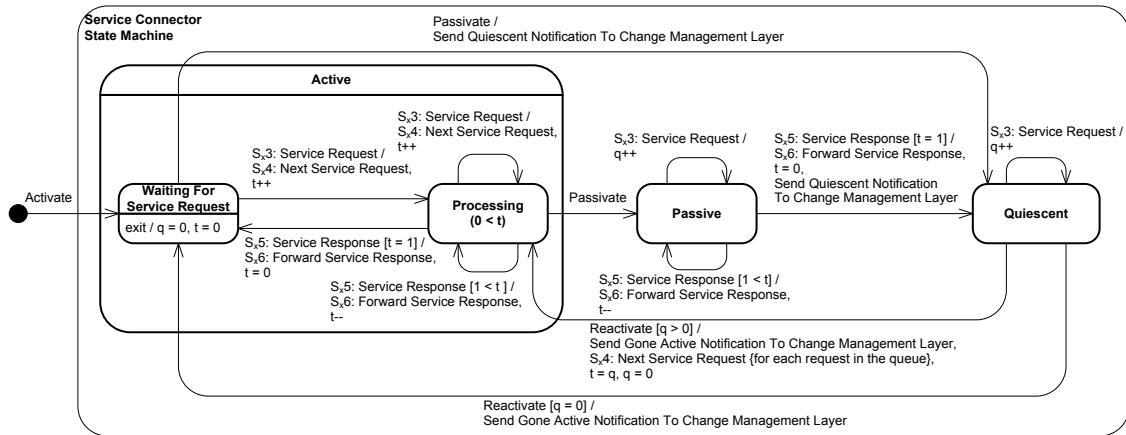 Service Connector
State Machine
Passivate /
Send Quiescent Notification To Change Management Layer
Active
Sx3: Service Request /
Sx4: Next Service Request,
t++
Sx3: Service Request /
Sx4: Next Service Request,
t++
Sx3: Service Request /
q++
Sx5: Service Response [t = 1] /
Sx6: Forward Service Response,
t = 0,
Send Quiescent Notification
To Change Management Layer
Sx3: Service Request /
q++
Activate
Waiting For
Service Request
exit / q = 0, t = 0
Processing
(0 < t)
Passivate
Passive
Quiescent
Sx5: Service Response [t = 1] /
Sx6: Forward Service Response,
t = 0
Sx5: Service Response [1 < t ] /
Sx6: Forward Service Response,
t--
Sx5: Service Response [1 < t] /
Sx6: Forward Service Response,
t--
Reactivate [q > 0] /
Send Gone Active Notification To Change Management Layer,
Sx4: Next Service Request {for each request in the queue},
t = q, q = 0
Reactivate [q = 0] /
Send Gone Active Notification To Change Management Layer